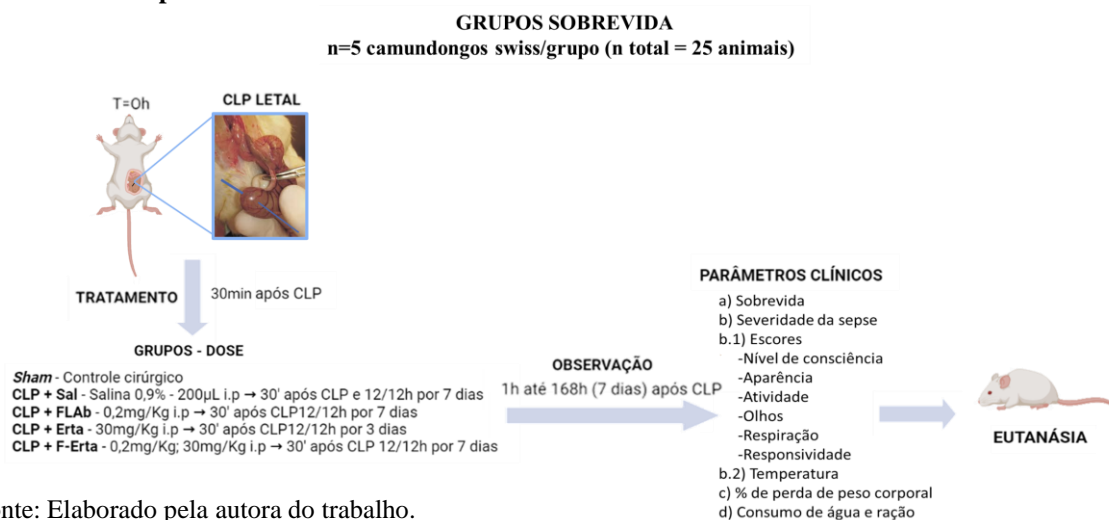 GRUPOS SOBREVIDA
n=5 camundongos swiss/grupo (n total = 25 animais)
T=0h
CLP LETAL
TRATAMENTO
30min após CLP
GRUPOS - DOSE
Sham - Controle cirúrgico
CLP + Sal - Salina 0,9% - 200µL i.p → 30' após CLP e 12/12h por 7 dias
CLP + FLAb - 0,2mg/Kg i.p → 30' após CLP12/12h por 7 dias
CLP + Erta - 30mg/Kg i.p → 30' após CLP12/12h por 3 dias
CLP + F-Erta - 0,2mg/Kg; 30mg/Kg i.p → 30' após CLP 12/12h por 7 dias
OBSERVAÇÃO
1h até 168h (7 dias) após CLP
PARÂMETROS CLÍNICOS
a) Sobrevida
b) Severidade da sepse
b.1) Escores
-Nível de consciência
-Aparência
-Atividade
-Olhos
-Respiração
-Responsividade
b.2) Temperatura
c) % de perda de peso corporal
d) Consumo de água e ração
EUTANÁSIA
nte: Elaborado pela autora do trabalho.